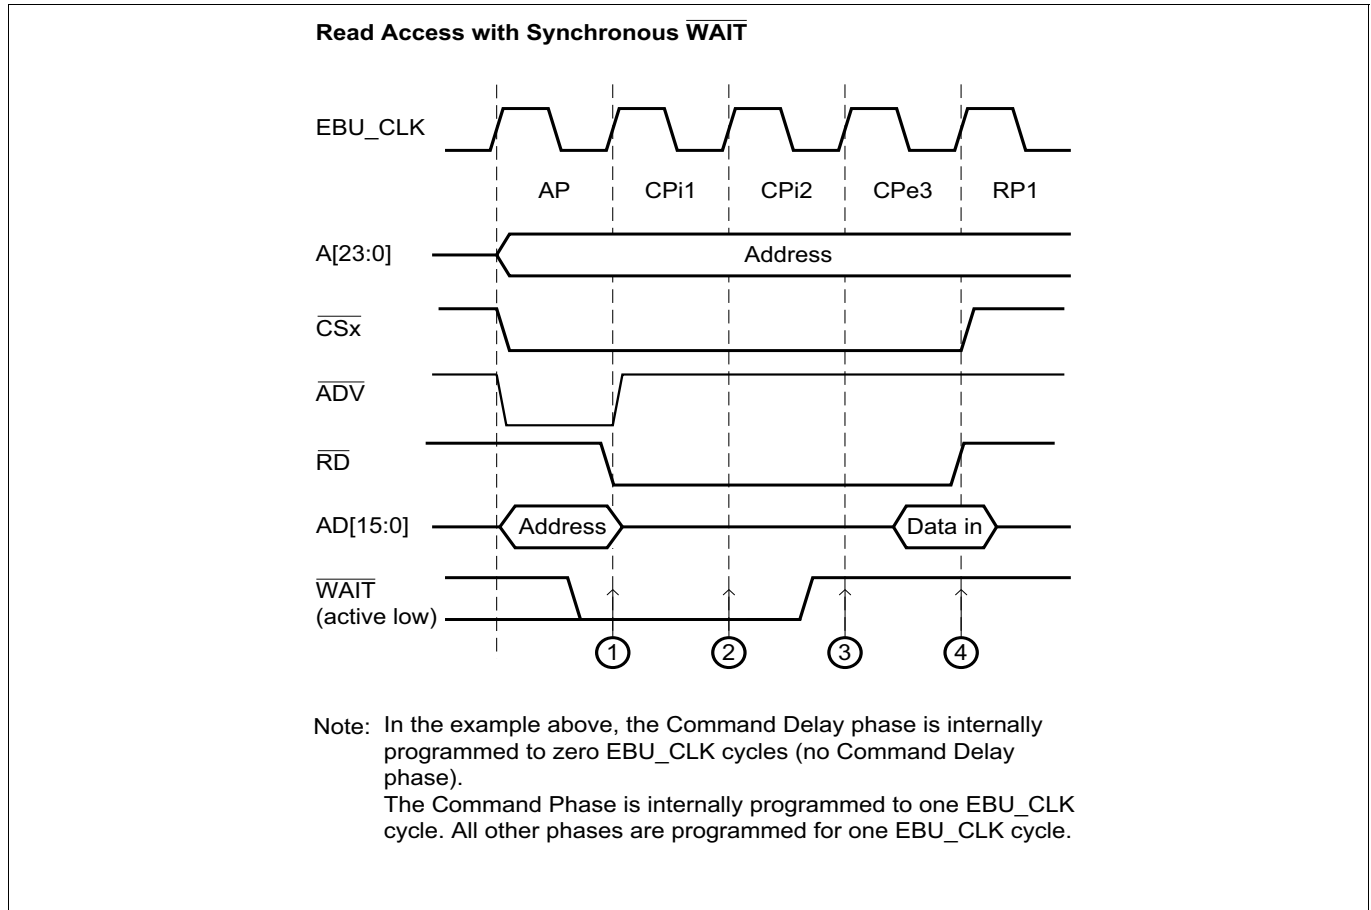 Read Access with Synchronous WAIT
EBU_CLK
AP CPi1 CPi2 CPe3 RP1
A[23:0] Address
CSx
ADV
RD
AD[15:0] Address Data in
WAIT
(active low)
1 2 3 4
Note: In the example above, the Command Delay phase is internally
programmed to zero EBU_CLK cycles (no Command Delay
phase).
The Command Phase is internally programmed to one EBU_CLK
cycle. All other phases are programmed for one EBU_CLK cycle.